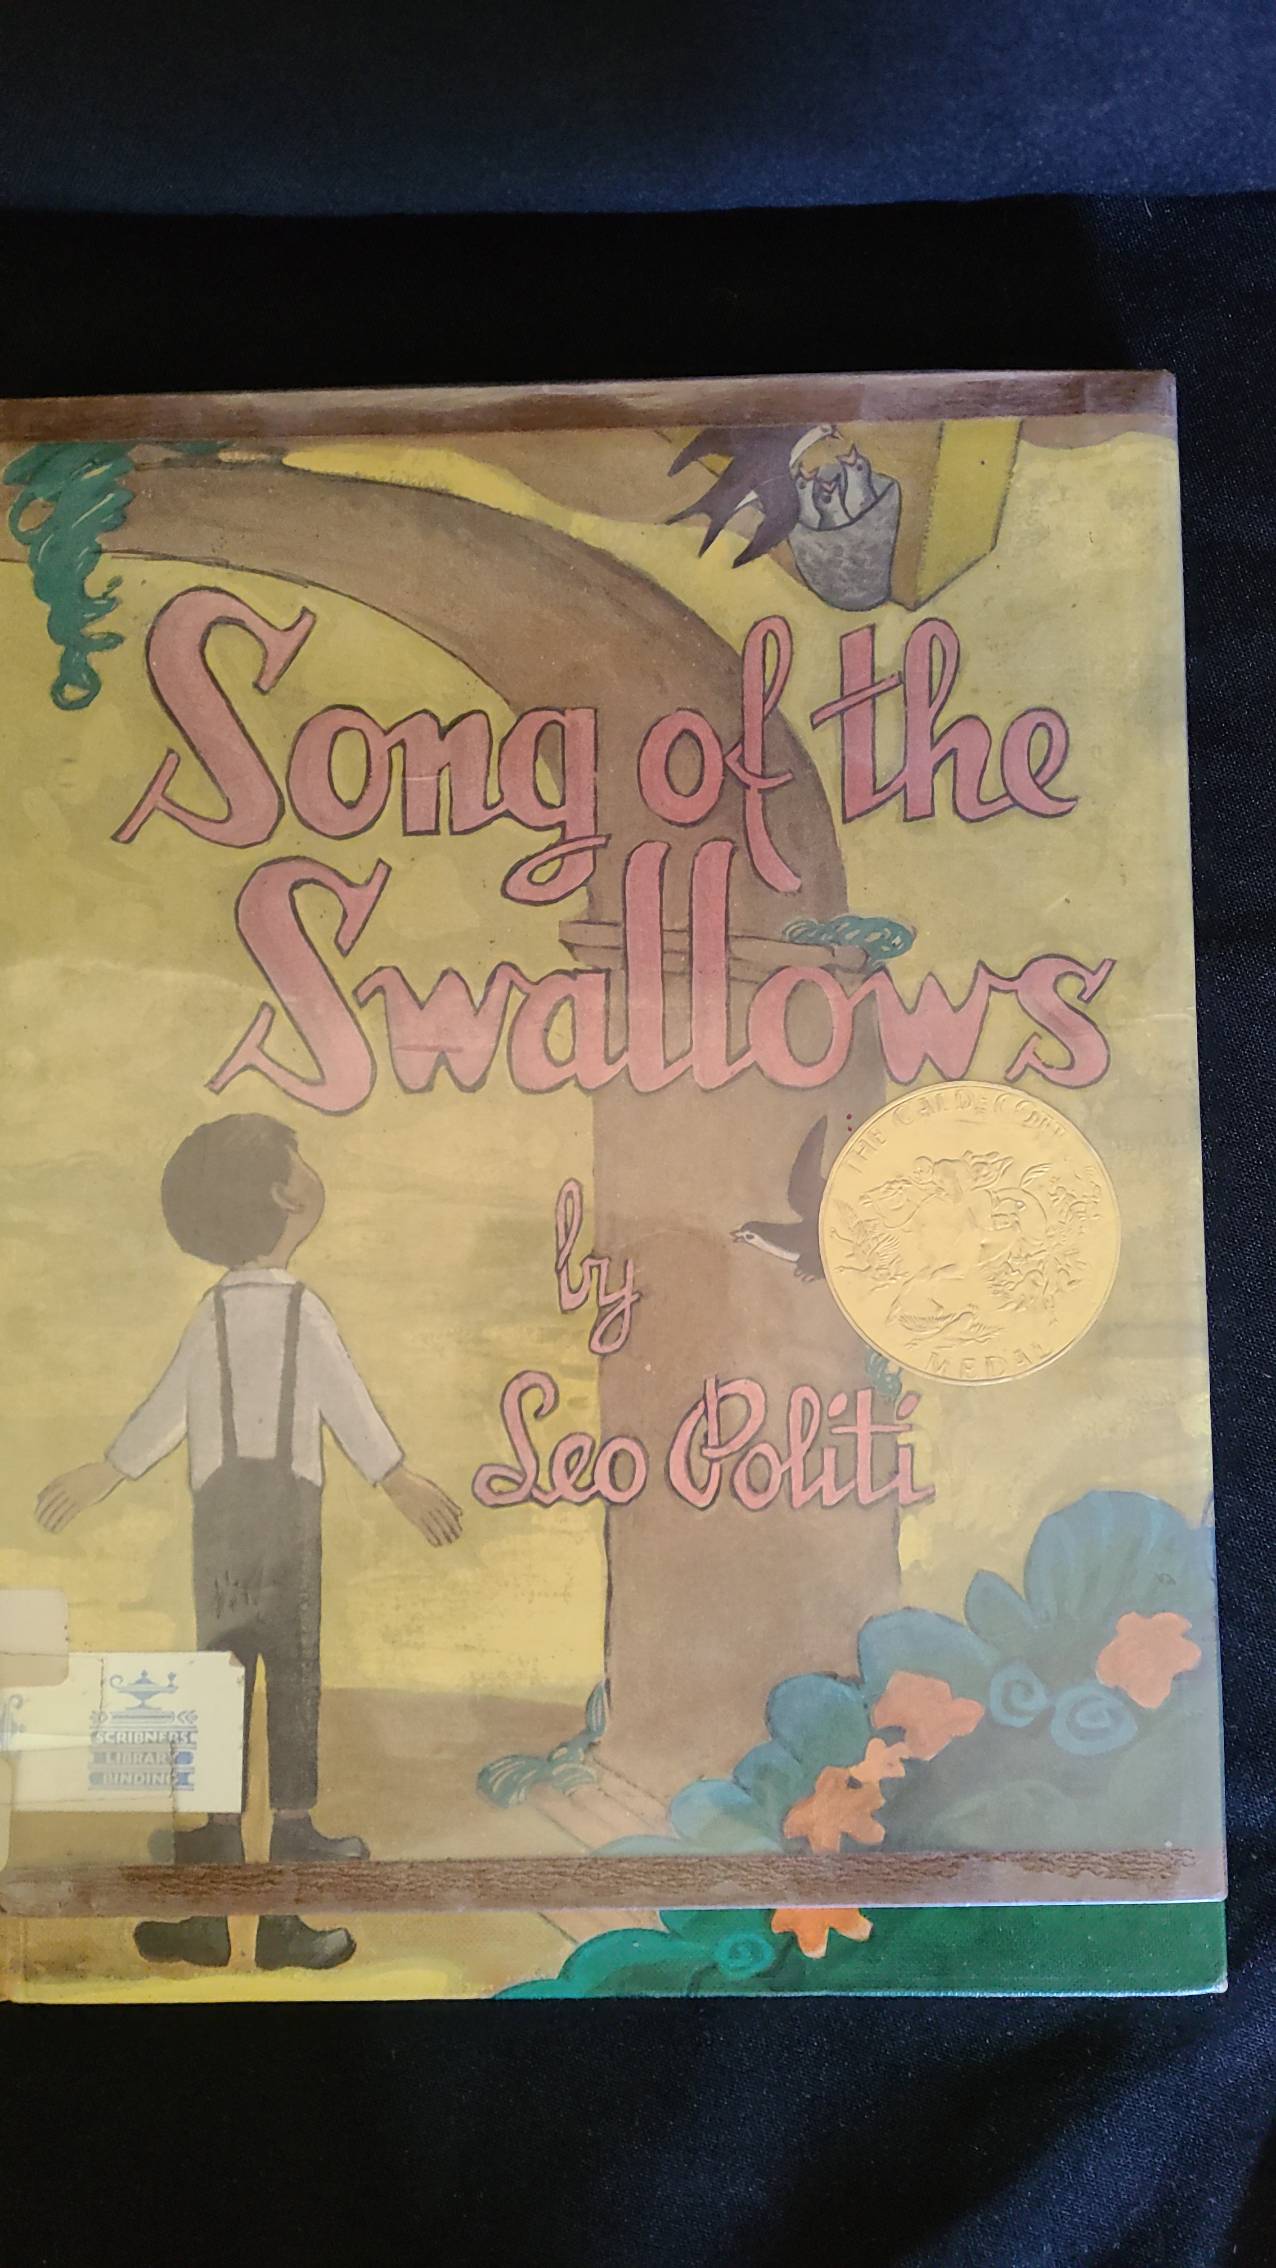 Song of the
Swallows
by
Leo Politi
THE CALDECOTT
MEDAL
SCRIBNERS
LIBRARY
BINDING